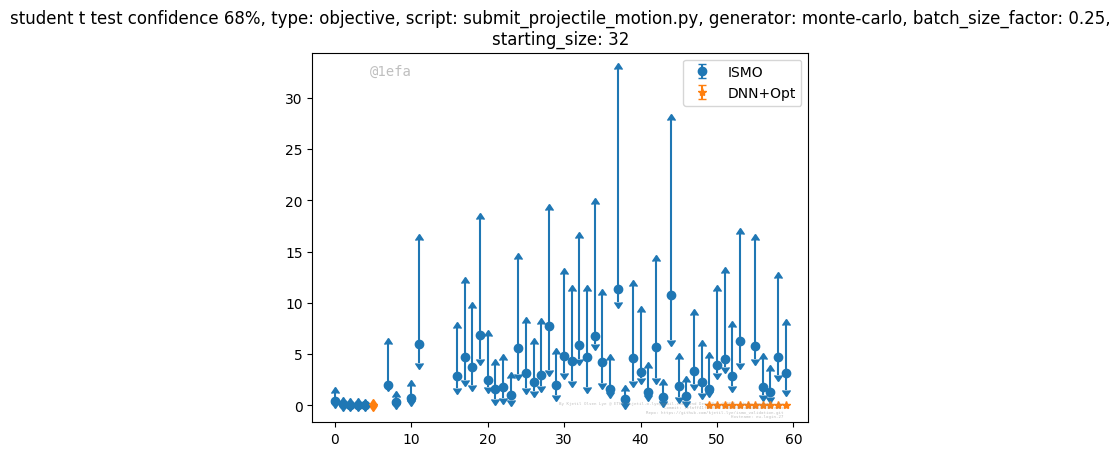 student t test confidence 68%, type: objective, script: submit_projectile_motion.py, generator: monte-carlo, batch_size_factor: 0.25,
starting_size: 32
@1efa
ISMO
DNN+Opt
30
25
20
15
10
5
0
0 10 20 30 40 50 60